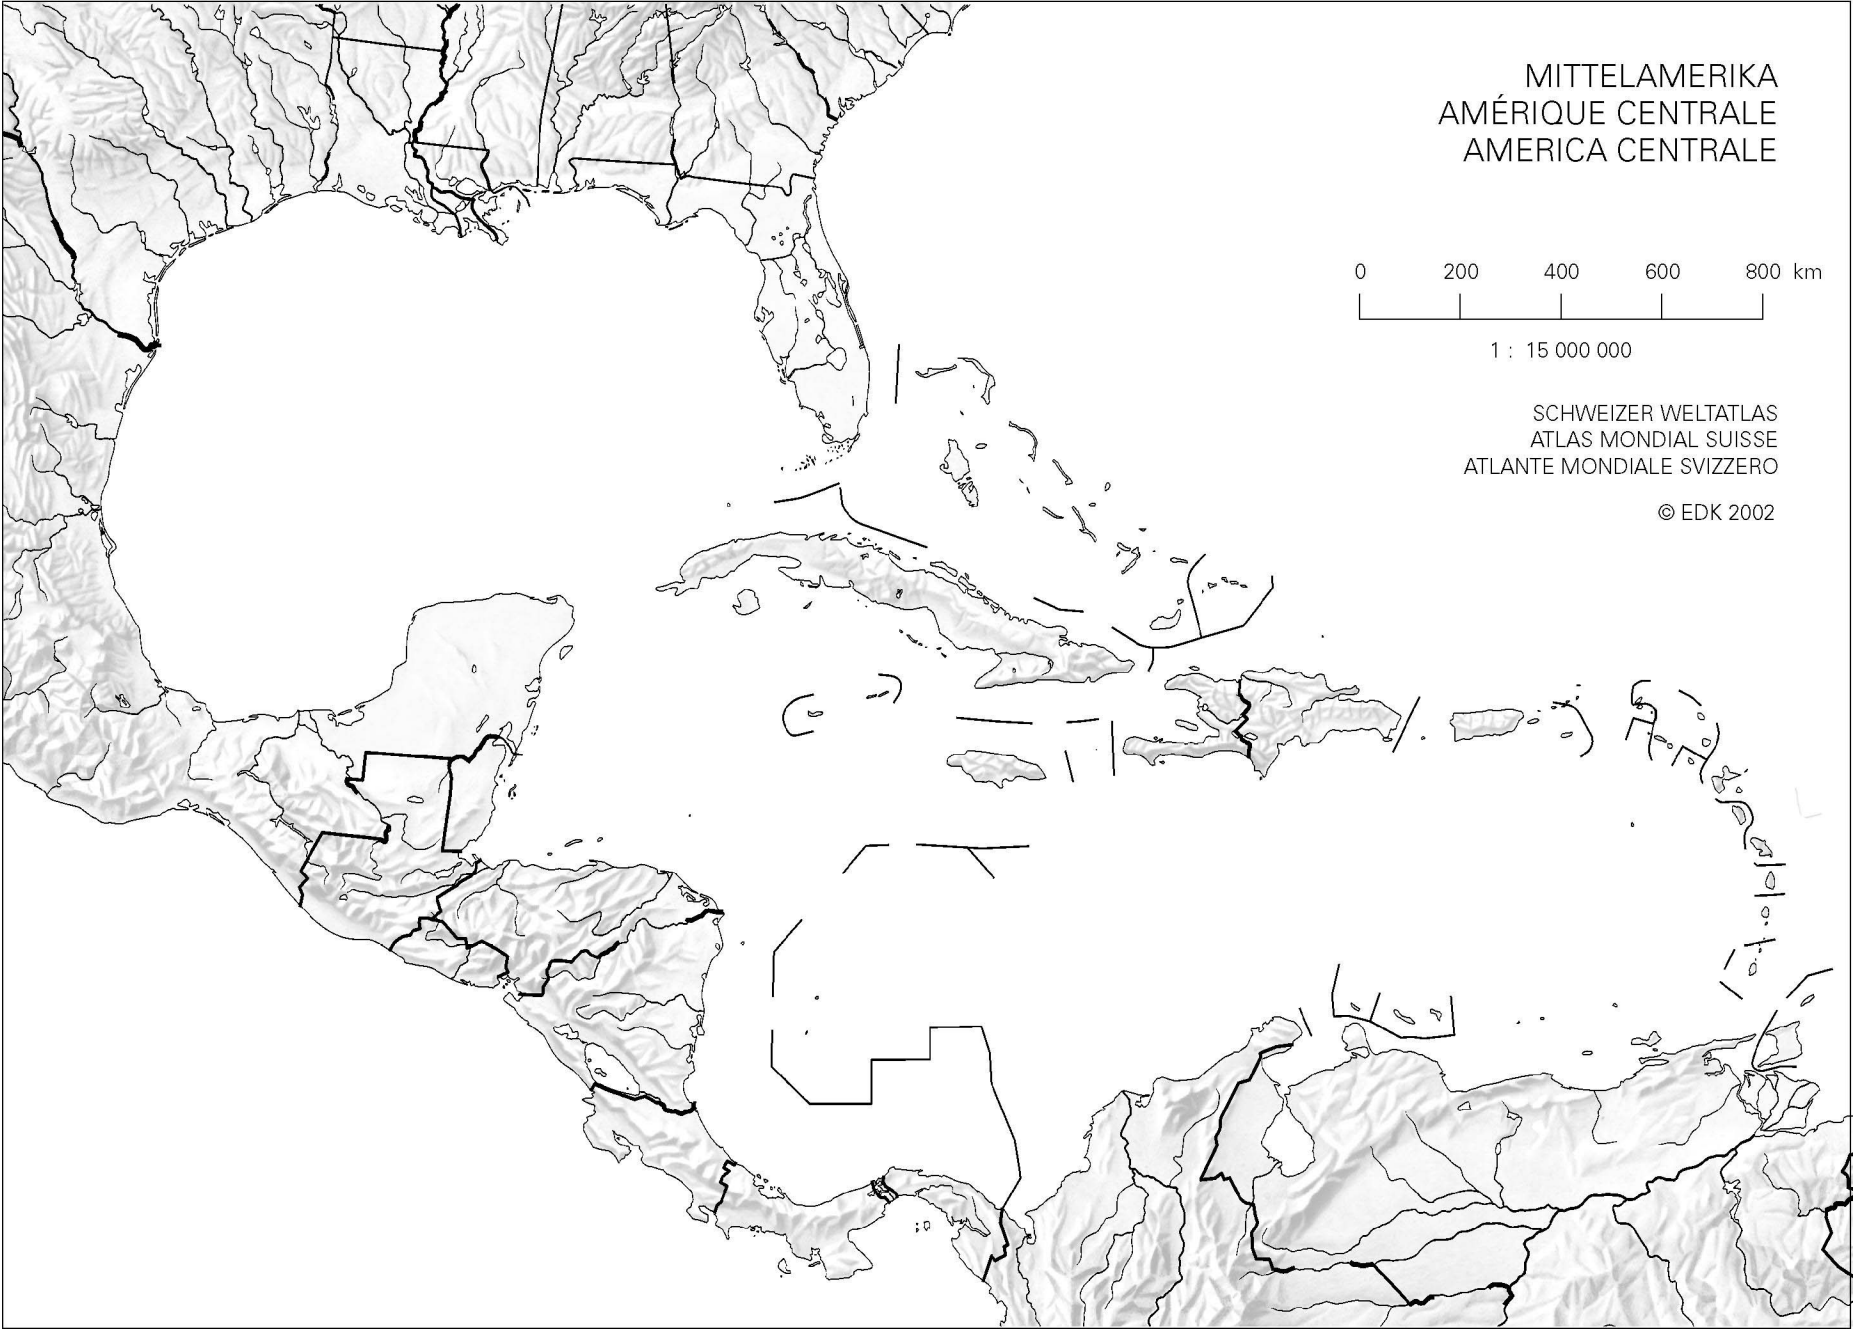 MITTELAMERIKA
AMÉRIQUE CENTRALE
AMERICA CENTRALE
0 200 400 600 800 km
1 : 15 000 000
SCHWEIZER WELTATLAS
ATLAS MONDIAL SUISSE
ATLANTE MONDIALE SVIZZERO
© EDK 2002